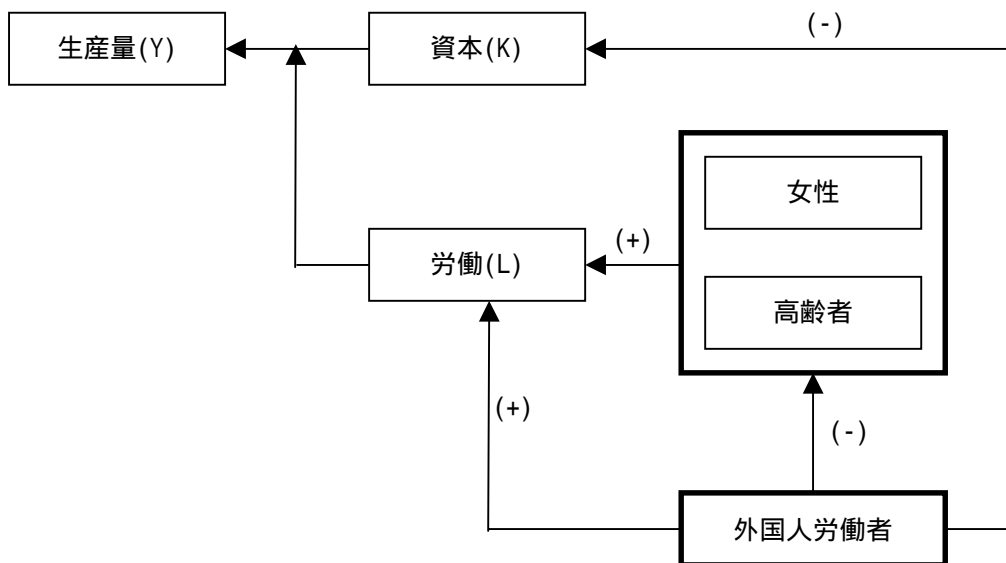 生産量(Y)
資本(K)
(-)
女性
労働(L)
(+)
高齢者
(+)
(-)
外国人労働者